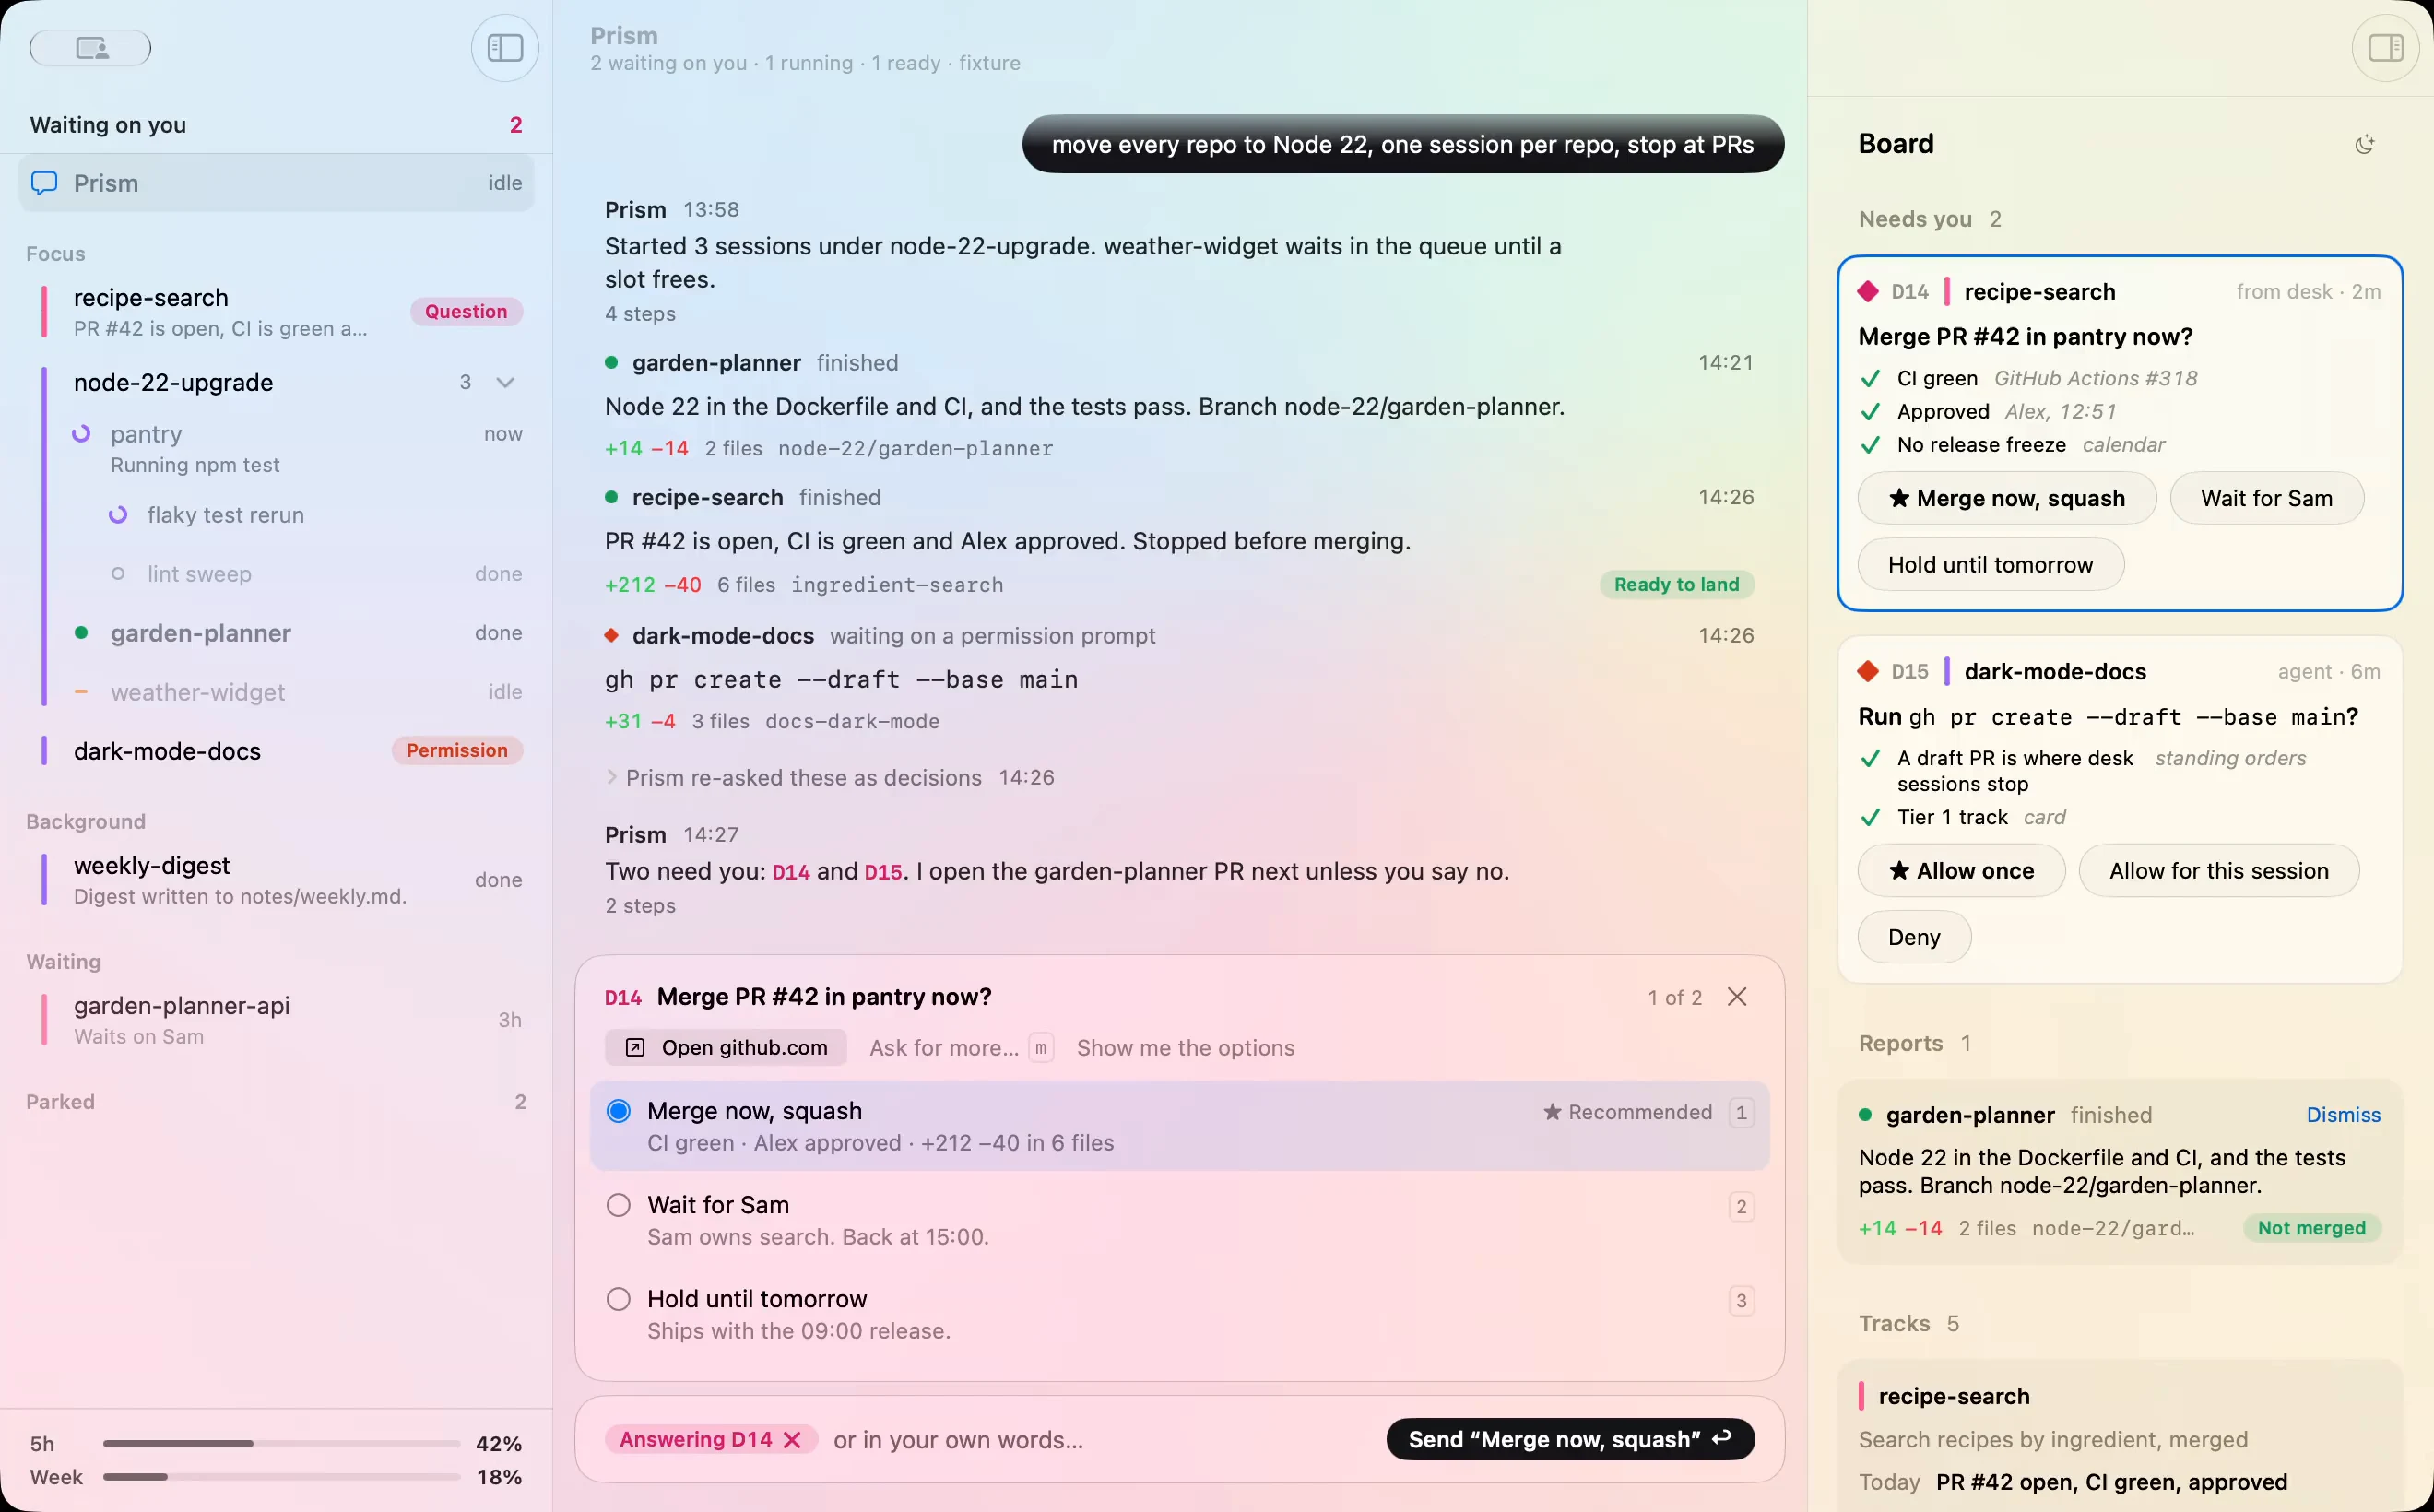 Waiting on you 2
Prism idle
Focus
recipe-search Question
PR #42 is open, CI is green a...
node-22-upgrade 3
pantry now
Running npm test
flaky test rerun
lint sweep done
garden-planner done
weather-widget idle
dark-mode-docs Permission
Background
weekly-digest done
Digest written to notes/weekly.md.
Waiting
garden-planner-api 3h
Waits on Sam
Parked 2
5h 42%
Week 18%
Prism
2 waiting on you · 1 running · 1 ready · fixture
move every repo to Node 22, one session per repo, stop at PRs
Prism 13:58
Started 3 sessions under node-22-upgrade. weather-widget waits in the queue until a
slot frees.
4 steps
garden-planner finished 14:21
Node 22 in the Dockerfile and CI, and the tests pass. Branch node-22/garden-planner.
+14 −14 2 files node-22/garden-planner
recipe-search finished 14:26
PR #42 is open, CI is green and Alex approved. Stopped before merging.
+212 −40 6 files ingredient-search Ready to land
dark-mode-docs waiting on a permission prompt 14:26
gh pr create --draft --base main
+31 −4 3 files docs-dark-mode
Prism re-asked these as decisions 14:26
Prism 14:27
Two need you: D14 and D15. I open the garden-planner PR next unless you say no.
2 steps
D14 Merge PR #42 in pantry now? 1 of 2
Open github.com Ask for more... m Show me the options
Merge now, squash ★ Recommended 1
CI green · Alex approved · +212 −40 in 6 files
Wait for Sam 2
Sam owns search. Back at 15:00.
Hold until tomorrow 3
Ships with the 09:00 release.
Answering D14 or in your own words... Send “Merge now, squash”
Board
Needs you 2
D14 recipe-search from desk · 2m
Merge PR #42 in pantry now?
CI green GitHub Actions #318
Approved Alex, 12:51
No release freeze calendar
★ Merge now, squash Wait for Sam
Hold until tomorrow
D15 dark-mode-docs agent · 6m
Run gh pr create --draft --base main?
A draft PR is where desk standing orders
sessions stop
Tier 1 track card
★ Allow once Allow for this session
Deny
Reports 1
garden-planner finished Dismiss
Node 22 in the Dockerfile and CI, and the tests
pass. Branch node-22/garden-planner.
+14 −14 2 files node-22/gard... Not merged
Tracks 5
recipe-search
Search recipes by ingredient, merged
Today PR #42 open, CI green, approved